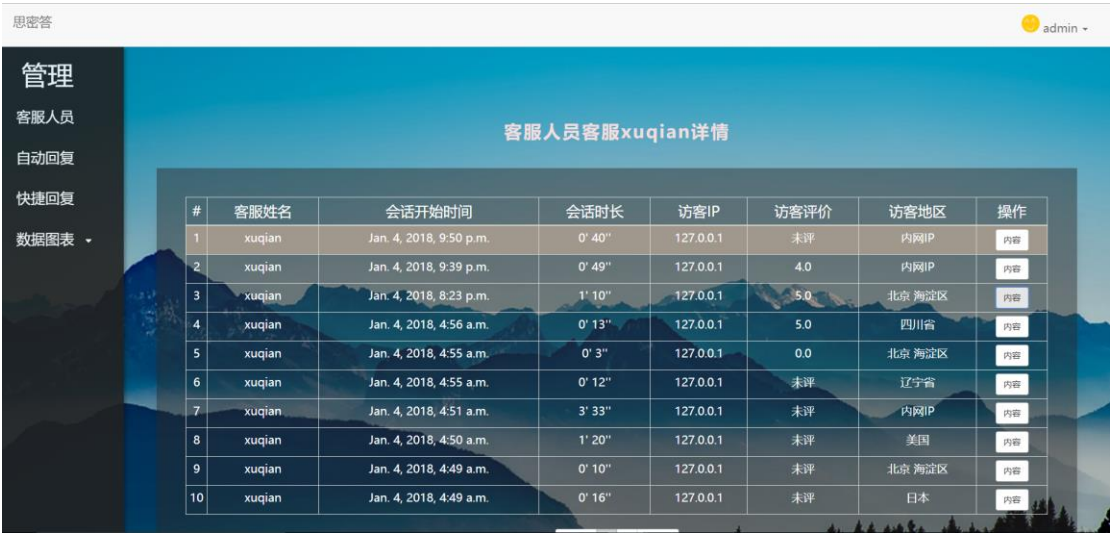 思密答 admin
管理
客服人员
自动回复
快捷回复
数据图表
客服人员客服xuqian详情
# 客服姓名 会话开始时间 会话时长 访客IP 访客评价 访客地区 操作
1 xuqian Jan. 4, 2018, 9:50 p.m. 0' 40'' 127.0.0.1 未评 内网IP 内容
2 xuqian Jan. 4, 2018, 9:39 p.m. 0' 49'' 127.0.0.1 4.0 内网IP 内容
3 xuqian Jan. 4, 2018, 8:23 p.m. 1' 10'' 127.0.0.1 5.0 北京 海淀区 内容
4 xuqian Jan. 4, 2018, 4:56 a.m. 0' 13'' 127.0.0.1 5.0 四川省 内容
5 xuqian Jan. 4, 2018, 4:55 a.m. 0' 3'' 127.0.0.1 0.0 北京 海淀区 内容
6 xuqian Jan. 4, 2018, 4:55 a.m. 0' 12'' 127.0.0.1 未评 辽宁省 内容
7 xuqian Jan. 4, 2018, 4:51 a.m. 3' 33'' 127.0.0.1 未评 内网IP 内容
8 xuqian Jan. 4, 2018, 4:50 a.m. 1' 20'' 127.0.0.1 未评 美国 内容
9 xuqian Jan. 4, 2018, 4:49 a.m. 0' 10'' 127.0.0.1 未评 北京 海淀区 内容
10 xuqian Jan. 4, 2018, 4:49 a.m. 0' 16'' 127.0.0.1 未评 日本 内容